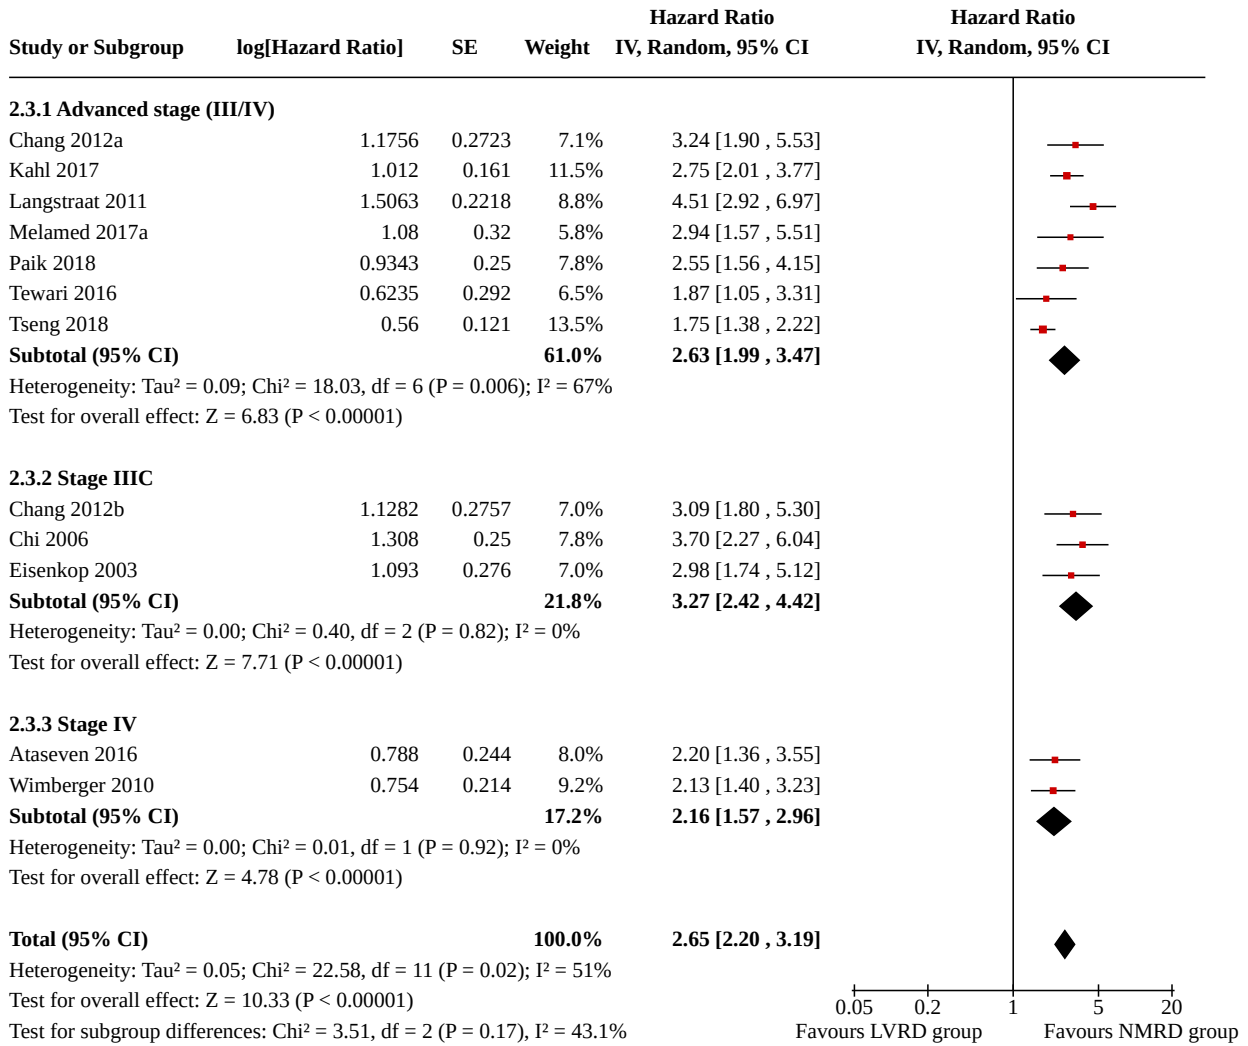 Hazard Ratio Hazard Ratio
Study or Subgroup log[Hazard Ratio] SE Weight IV, Random, 95% CI IV, Random, 95% CI
2.3.1 Advanced stage (III/IV)
Chang 2012a 1.1756 0.2723 7.1% 3.24 [1.90 , 5.53]
Kahl 2017 1.012 0.161 11.5% 2.75 [2.01 , 3.77]
Langstraat 2011 1.5063 0.2218 8.8% 4.51 [2.92 , 6.97]
Melamed 2017a 1.08 0.32 5.8% 2.94 [1.57 , 5.51]
Paik 2018 0.9343 0.25 7.8% 2.55 [1.56 , 4.15]
Tewari 2016 0.6235 0.292 6.5% 1.87 [1.05 , 3.31]
Tseng 2018 0.56 0.121 13.5% 1.75 [1.38 , 2.22]
Subtotal (95% CI) 61.0% 2.63 [1.99 , 3.47]
Heterogeneity: Tau² = 0.09; Chi² = 18.03, df = 6 (P = 0.006); I² = 67%
Test for overall effect: Z = 6.83 (P < 0.00001)
2.3.2 Stage IIIC
Chang 2012b 1.1282 0.2757 7.0% 3.09 [1.80 , 5.30]
Chi 2006 1.308 0.25 7.8% 3.70 [2.27 , 6.04]
Eisenkop 2003 1.093 0.276 7.0% 2.98 [1.74 , 5.12]
Subtotal (95% CI) 21.8% 3.27 [2.42 , 4.42]
Heterogeneity: Tau² = 0.00; Chi² = 0.40, df = 2 (P = 0.82); I² = 0%
Test for overall effect: Z = 7.71 (P < 0.00001)
2.3.3 Stage IV
Ataseven 2016 0.788 0.244 8.0% 2.20 [1.36 , 3.55]
Wimberger 2010 0.754 0.214 9.2% 2.13 [1.40 , 3.23]
Subtotal (95% CI) 17.2% 2.16 [1.57 , 2.96]
Heterogeneity: Tau² = 0.00; Chi² = 0.01, df = 1 (P = 0.92); I² = 0%
Test for overall effect: Z = 4.78 (P < 0.00001)
Total (95% CI) 100.0% 2.65 [2.20 , 3.19]
Heterogeneity: Tau² = 0.05; Chi² = 22.58, df = 11 (P = 0.02); I² = 51%
Test for overall effect: Z = 10.33 (P < 0.00001) 0.05 0.2 1 5 20
Test for subgroup differences: Chi² = 3.51, df = 2 (P = 0.17), I² = 43.1% Favours LVRD group Favours NMRD group